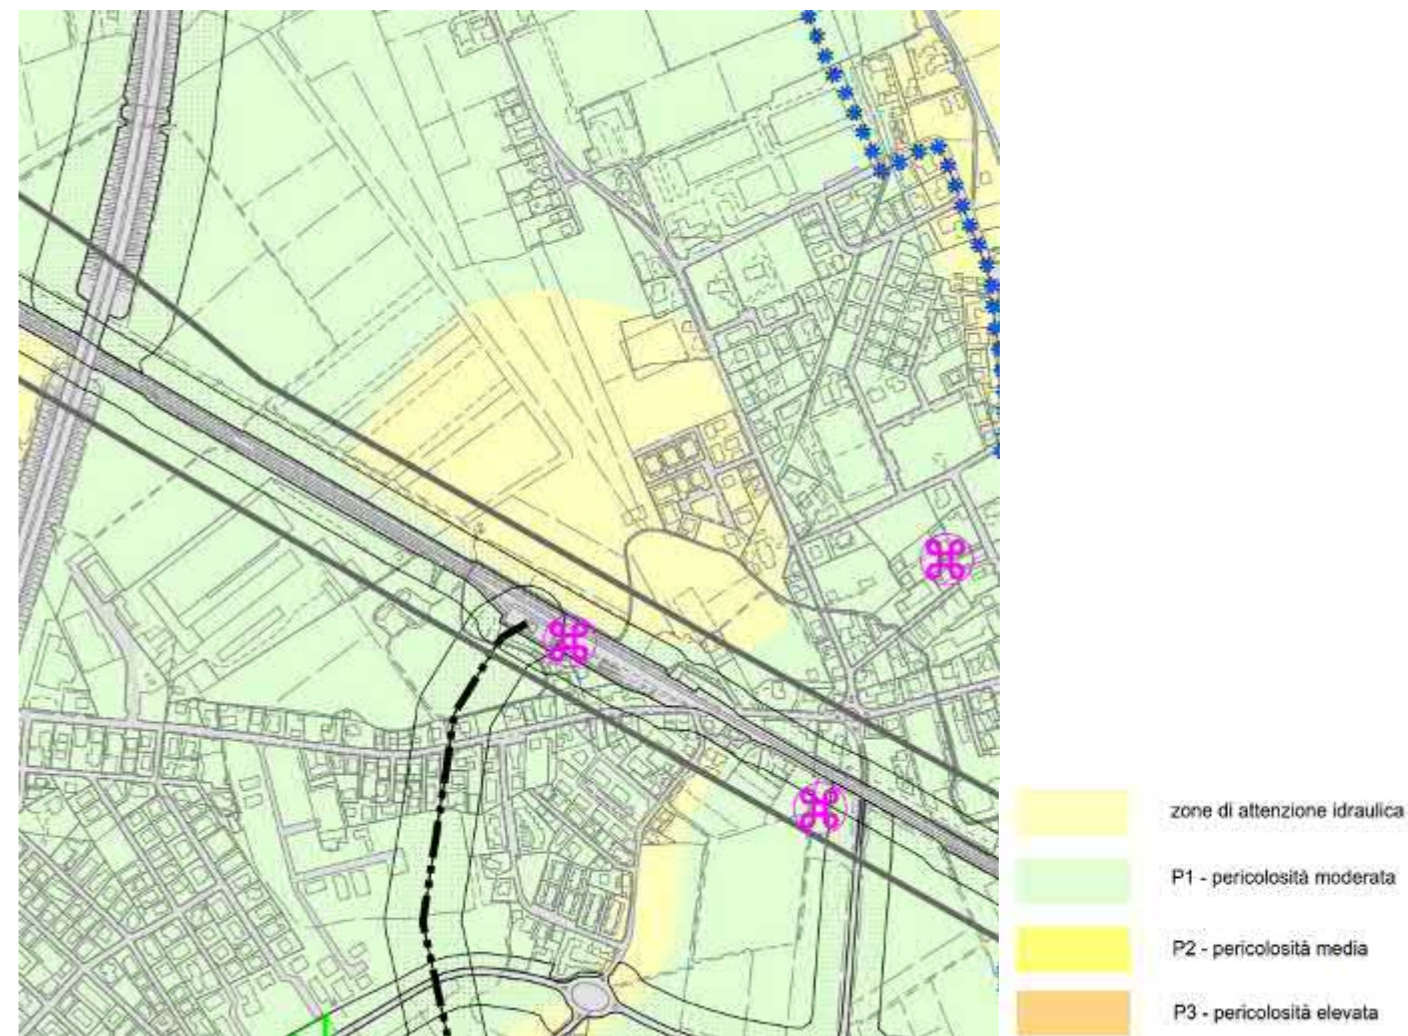 zone di attenzione idraulica
P1 - pericolosità moderata
P2 - pericolosità media
P3 - pericolosità elevata